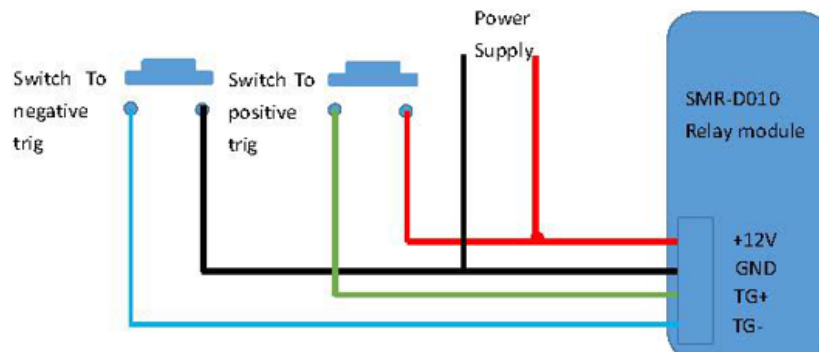 Power
Supply
Switch To
negative
trig
Switch To
positive
trig
SMR-D010
Relay module
+12V
GND
TG+
TG-